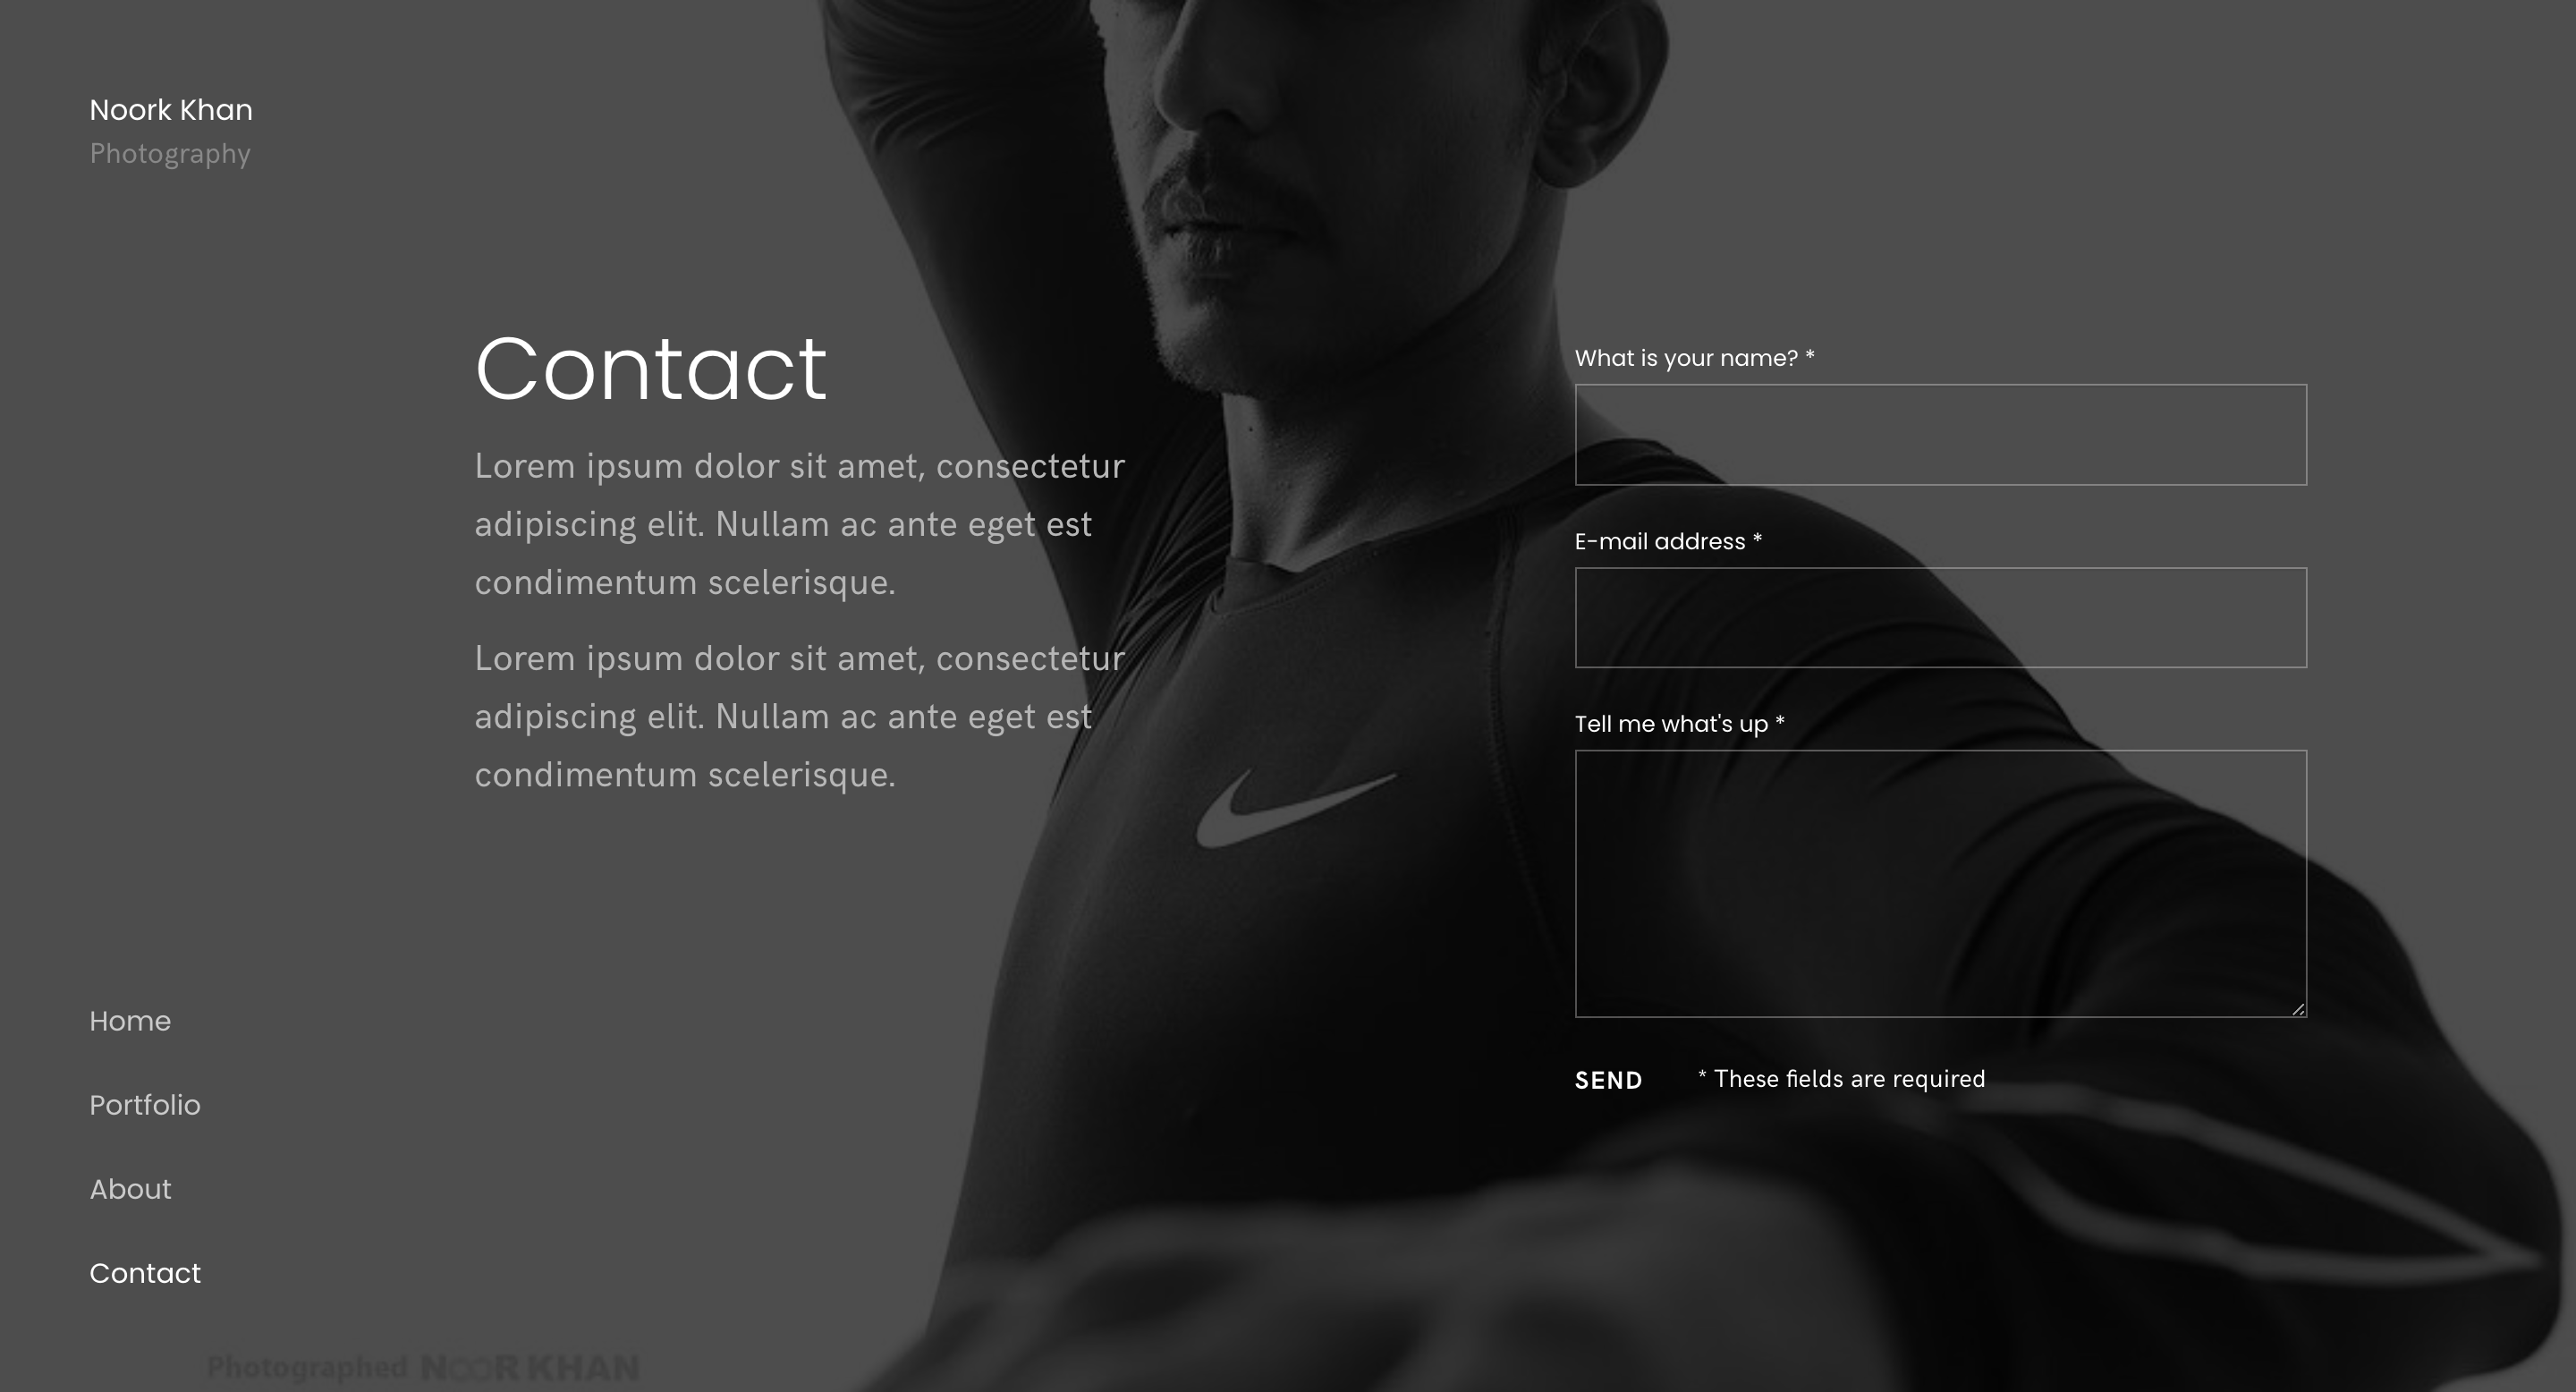 Noork Khan
Photography
Contact
Lorem ipsum dolor sit amet, consectetur
adipiscing elit. Nullam ac ante eget est
condimentum scelerisque.
Lorem ipsum dolor sit amet, consectetur
adipiscing elit. Nullam ac ante eget est
condimentum scelerisque.
What is your name? *
E-mail address *
Tell me what's up *
SEND * These fields are required
Home
Portfolio
About
Contact
Photographed NOOR KHAN